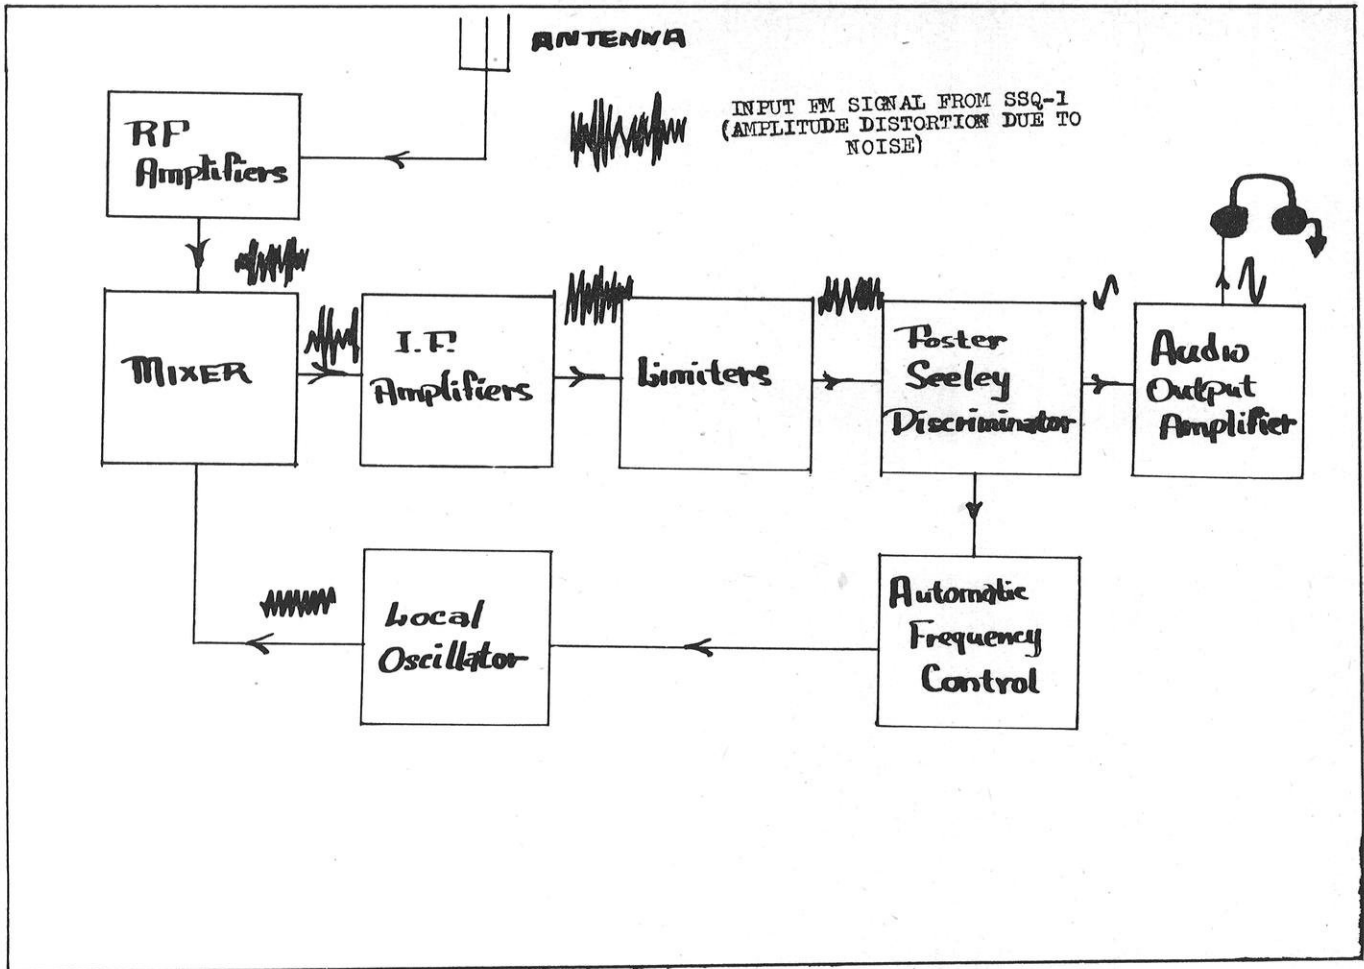 ANTENNA
INPUT FM SIGNAL FROM SSQ-1
(AMPLITUDE DISTORTION DUE TO
NOISE)
RF
Amplifiers
MIXER
I.F.
Amplifiers
Limiters
Foster
Seeley
Discriminator
Audio
Output
Amplifier
Local
Oscillator
Automatic
Frequency
Control